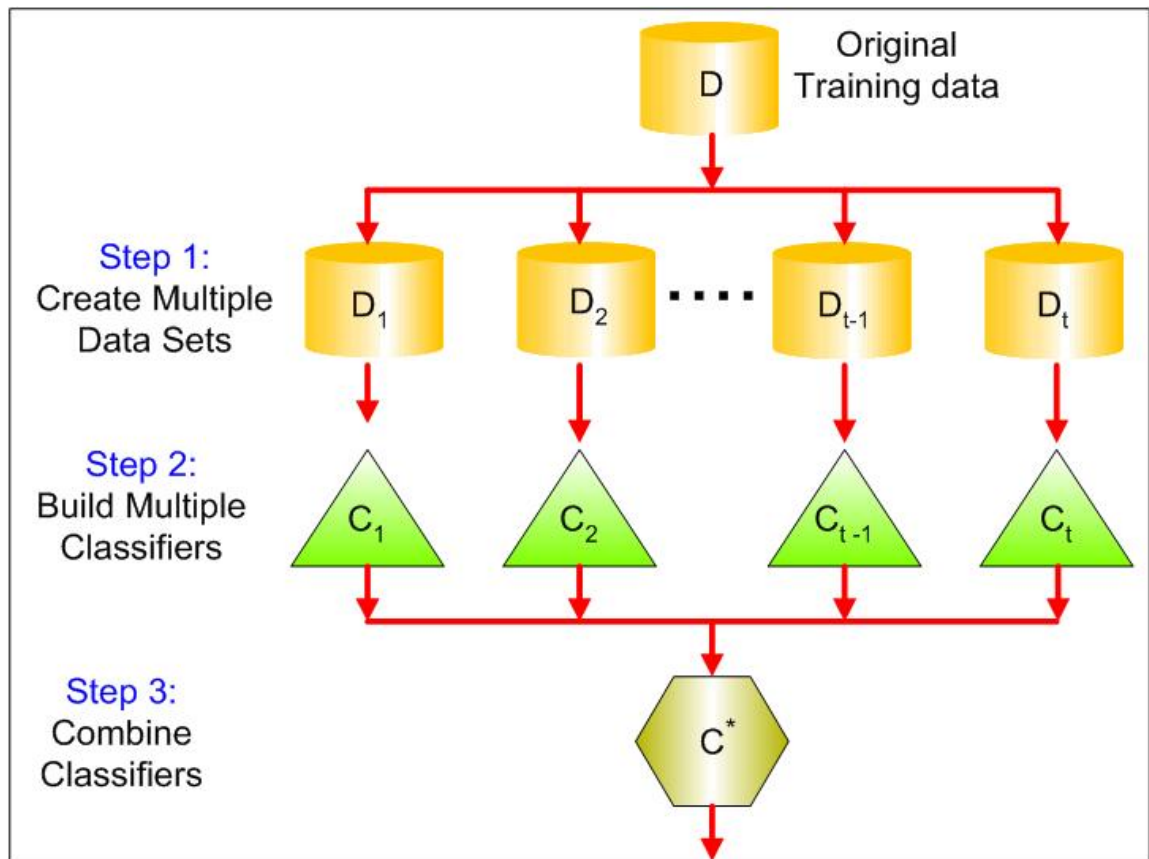 D
Original
Training data
Step 1:
Create Multiple
Data Sets
D₁
D₂
....
Dₜ₋₁
Dₜ
Step 2:
Build Multiple
Classifiers
C₁
C₂
Cₜ₋₁
Cₜ
Step 3:
Combine
Classifiers
C*